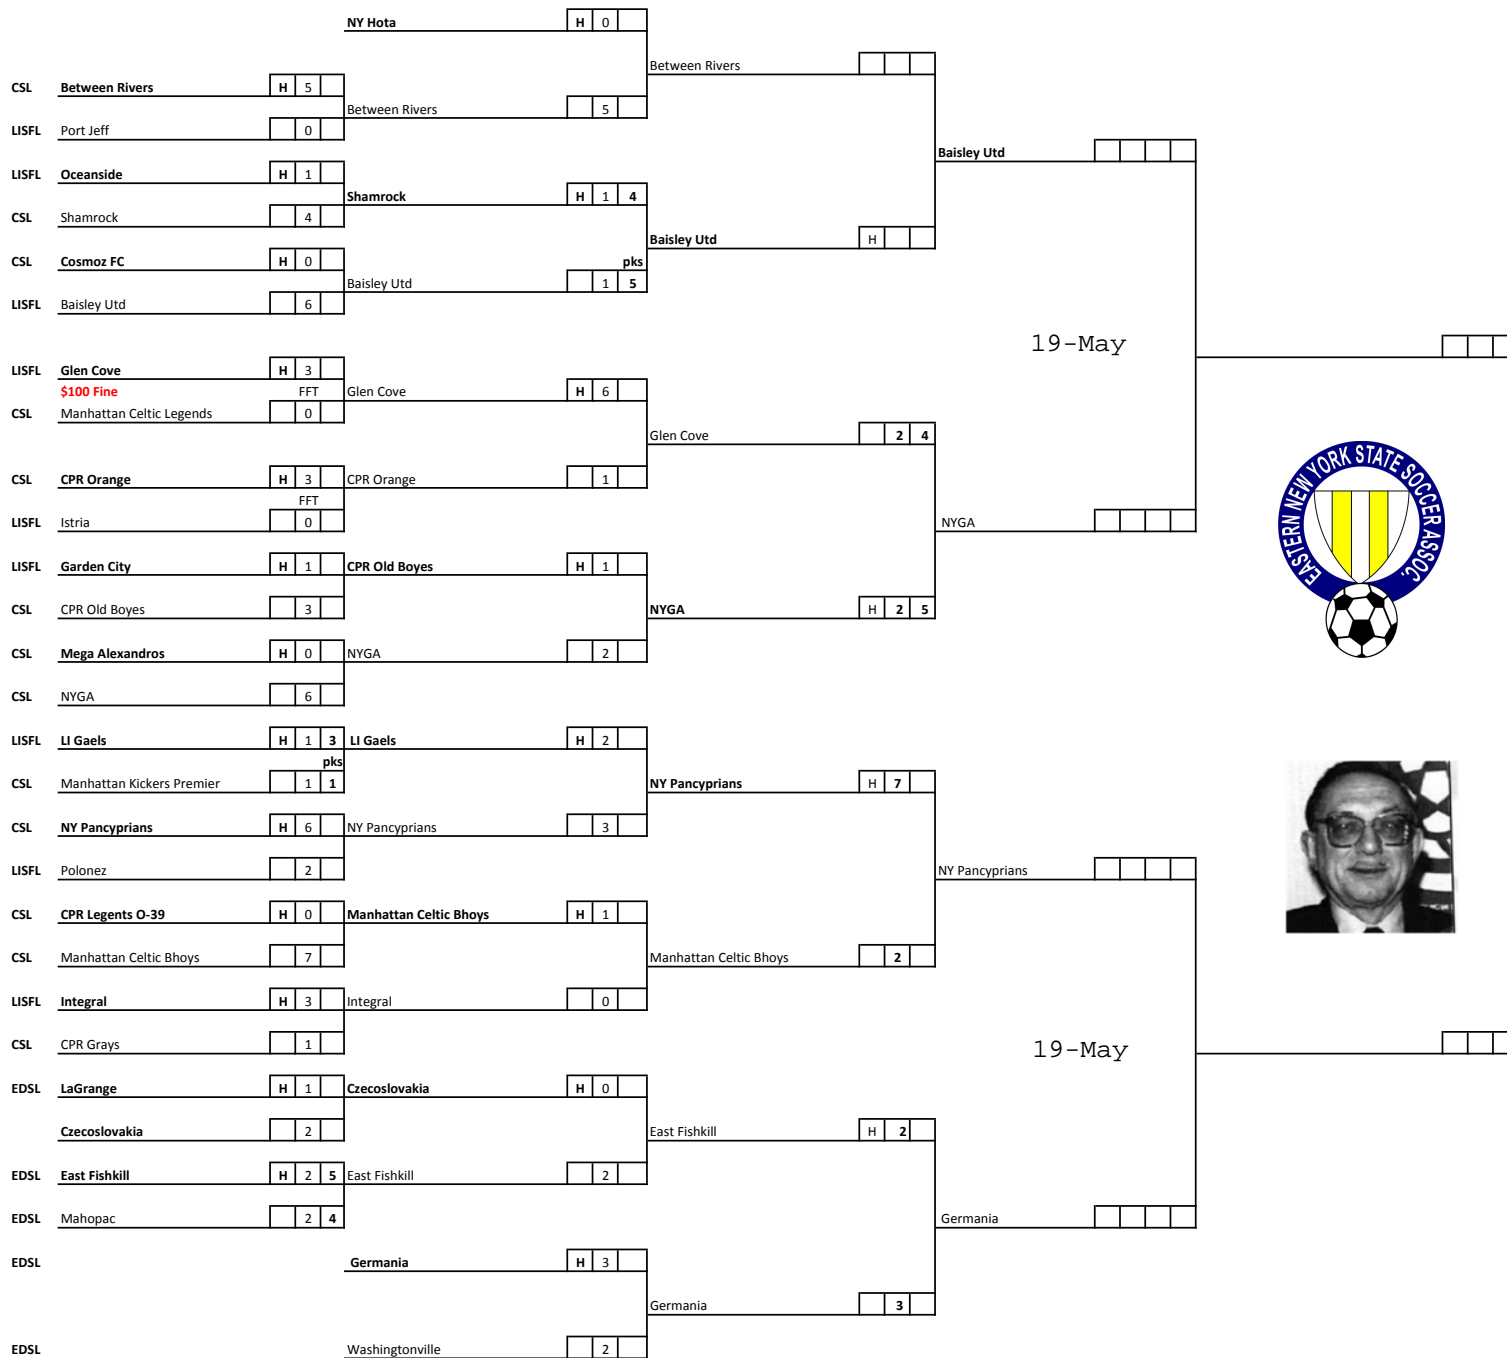 NY Hota H 0
Between Rivers
CSL Between Rivers H 5
Between Rivers 5
LISFL Port Jeff 0
Baisley Utd
LISFL Oceanside H 1
Shamrock H 1 4
CSL Shamrock 4
Baisley Utd H
CSL Cosmoz FC H 0
pks
Baisley Utd 1 5
LISFL Baisley Utd 6
19-May
LISFL Glen Cove H 3
$100 Fine FFT Glen Cove H 6
CSL Manhattan Celtic Legends 0
Glen Cove 2 4
CSL CPR Orange H 3 CPR Orange 1
FFT
LISFL Istria 0
NYGA
EASTERN NEW YORK STATE SOCCER ASSOC.
LISFL Garden City H 1 CPR Old Boyes H 1
CSL CPR Old Boyes 3
NYGA H 2 5
CSL Mega Alexandros H 0 NYGA 2
CSL NYGA 6
LISFL LI Gaels H 1 3 LI Gaels H 2
pks
CSL Manhattan Kickers Premier 1 1
NY Pancyprians H 7
CSL NY Pancyprians H 6 NY Pancyprians 3
LISFL Polonez 2
NY Pancyprians
CSL CPR Legents O-39 H 0 Manhattan Celtic Bhoys H 1
CSL Manhattan Celtic Bhoys 7
Manhattan Celtic Bhoys 2
LISFL Integral H 3 Integral 0
CSL CPR Grays 1
19-May
EDSL LaGrange H 1 Czecoslovakia H 0
Czecoslovakia 2
East Fishkill H 2
EDSL East Fishkill H 2 5 East Fishkill 2
EDSL Mahopac 2 4
Germania
EDSL Germania H 3
Germania 3
EDSL Washingtonville 2